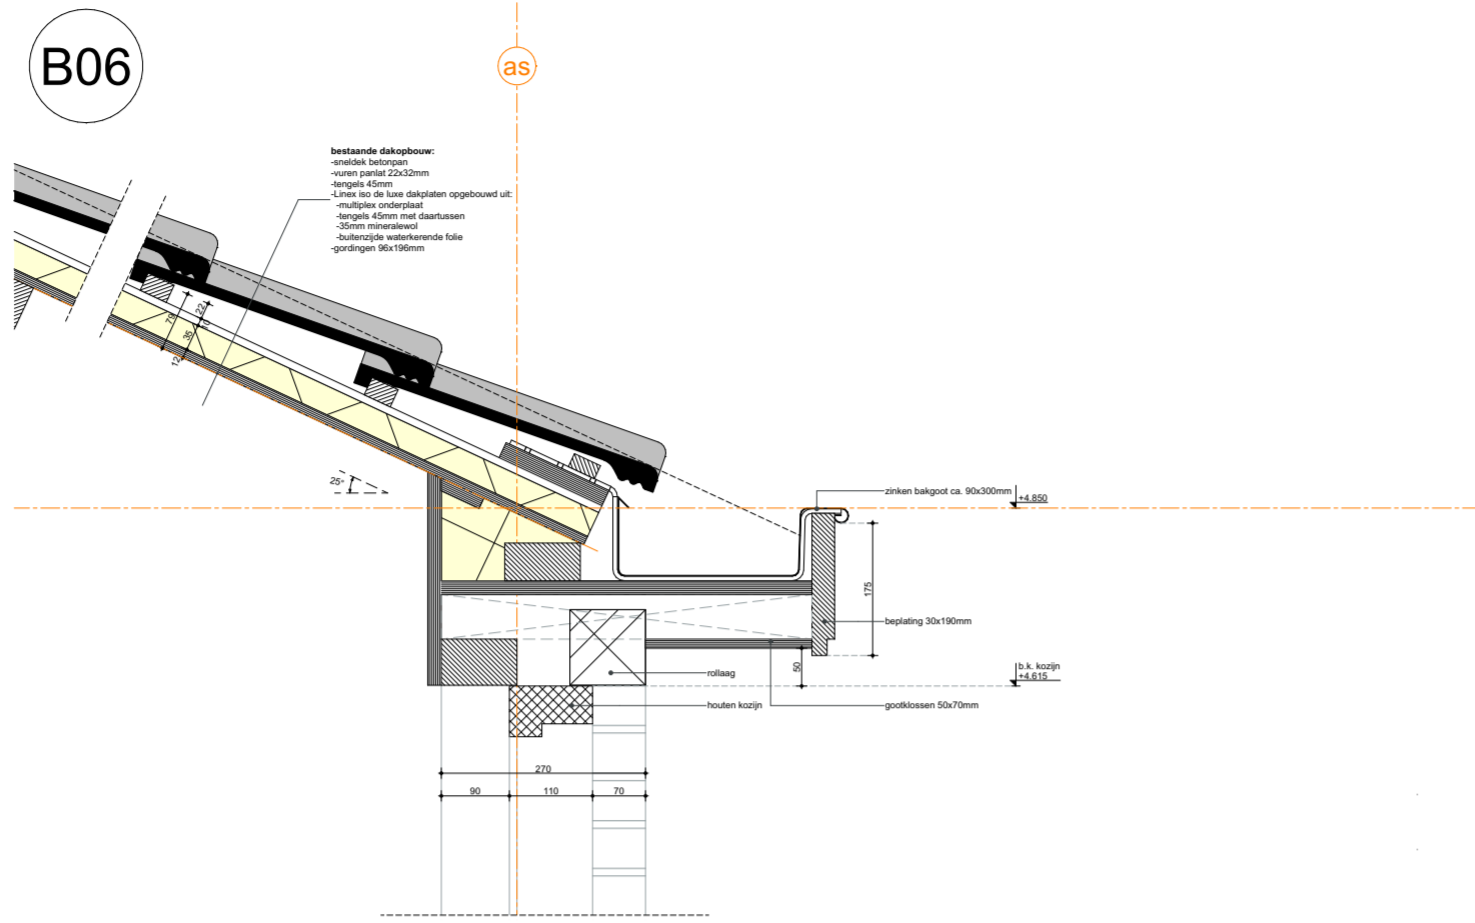 B06
as
bestaande dakopbouw:
-sneldek betonpan
-vuren panlat 22x32mm
-tengels 45mm
-Linex iso de luxe dakplaten opgebouwd uit:
-multiplex onderplaat
-tengels 45mm met daartussen
-35mm mineralewol
-buitenzijde waterkerende folie
-gordingen 96x196mm
22
79
10
35
12
25°
zinken bakgoot ca. 90x300mm
+4.850
175
beplating 30x190mm
50
b.k. kozijn
+4.615
rollaag
houten kozijn
gootklossen 50x70mm
270
90
110
70